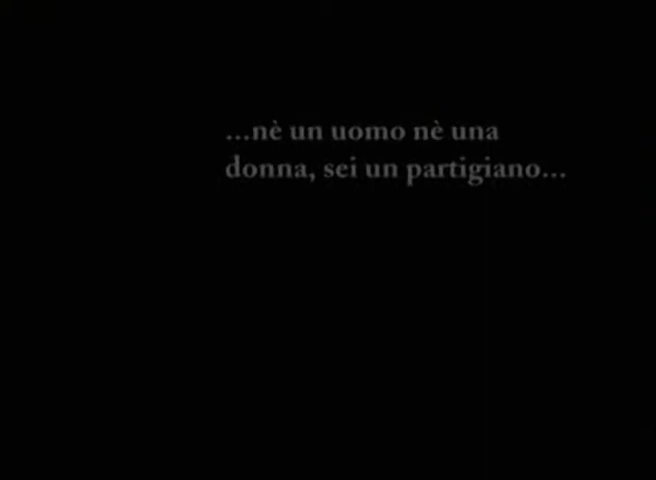 ...nè un uomo nè una
donna, sei un partigiano...